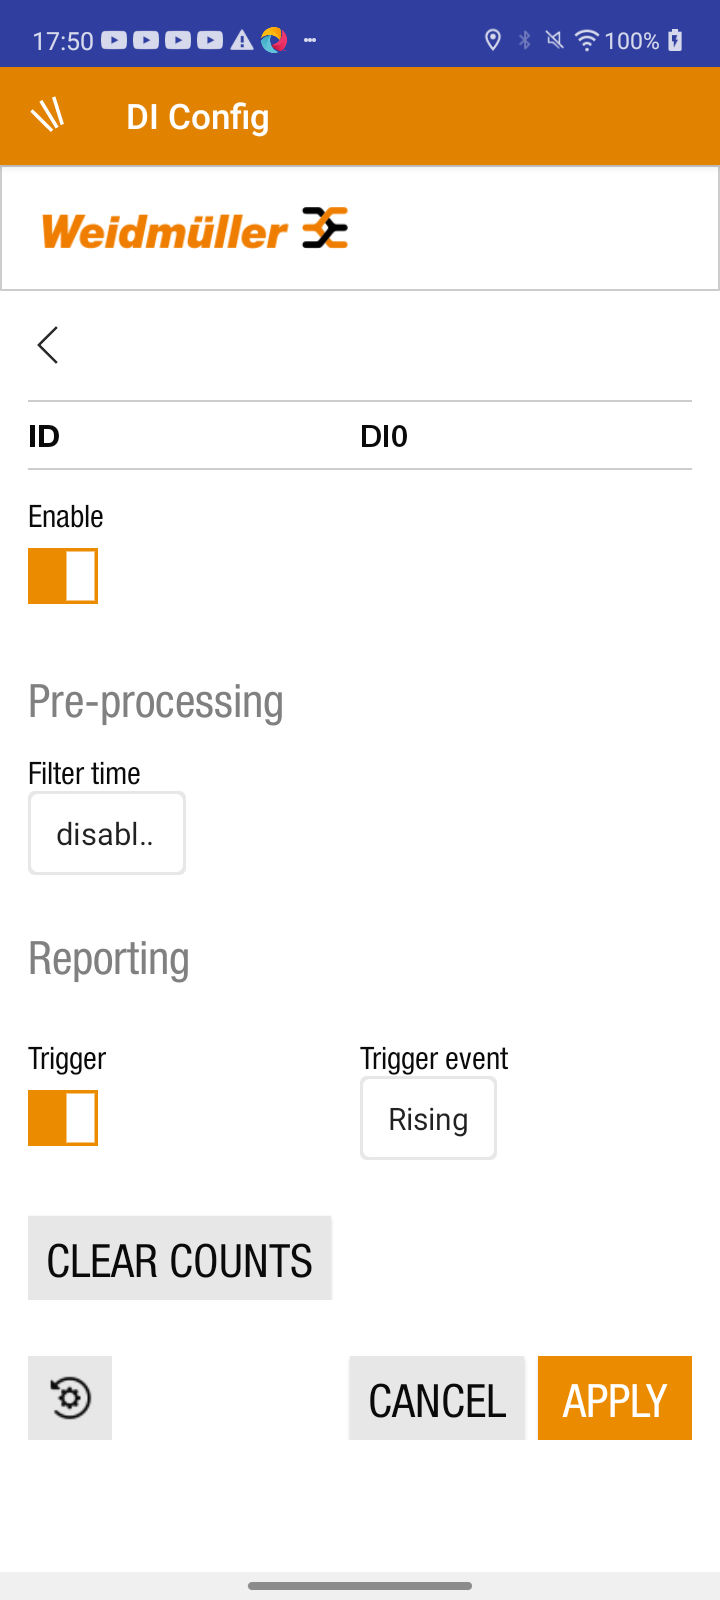 17:50 100%
DI Config
Weidmüller
ID DI0
Enable
Pre-processing
Filter time
disabl..
Reporting
Trigger Trigger event
Rising
CLEAR COUNTS
CANCEL APPLY